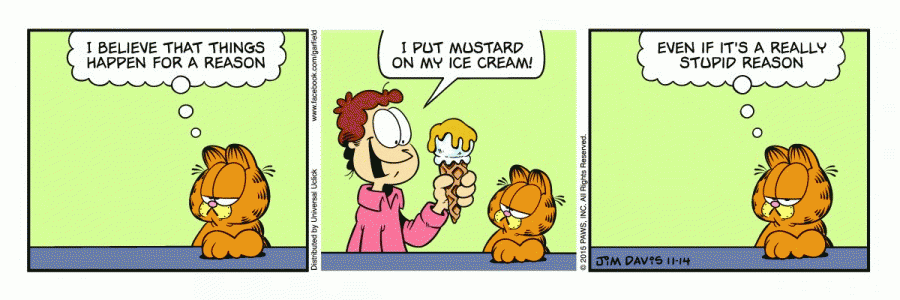 I BELIEVE THAT THINGS
HAPPEN FOR A REASON
www.facebook.com/garfield
Distributed by Universal Uclick
I PUT MUSTARD
ON MY ICE CREAM!
© 2015 PAWS, INC. All Rights Reserved.
EVEN IF IT'S A REALLY
STUPID REASON
JIM DAVIS 11-14